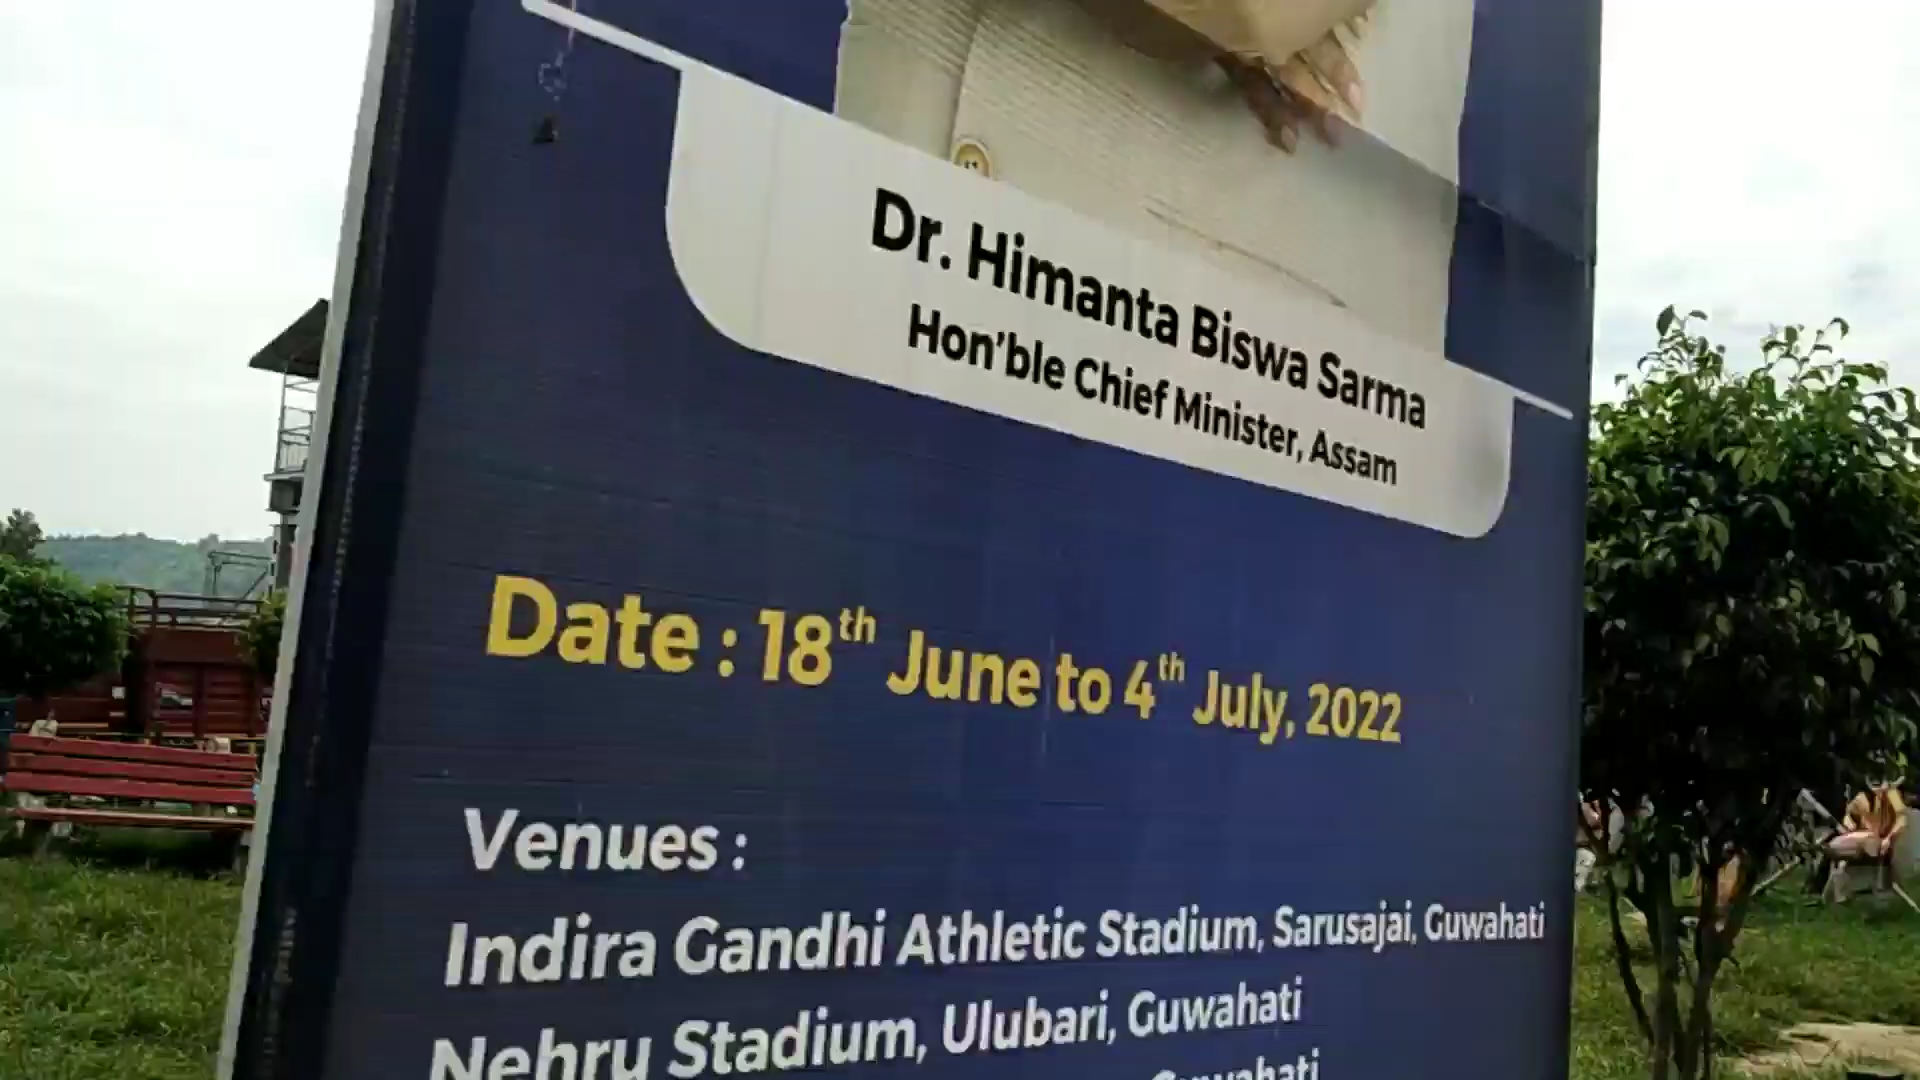 Dr. Himanta Biswa Sarma
Hon'ble Chief Minister, Assam
Date : 18th June to 4th July, 2022
Venues :
Indira Gandhi Athletic Stadium, Sarusajai, Guwahati
Nehru Stadium, Ulubari, Guwahati
Guwahati